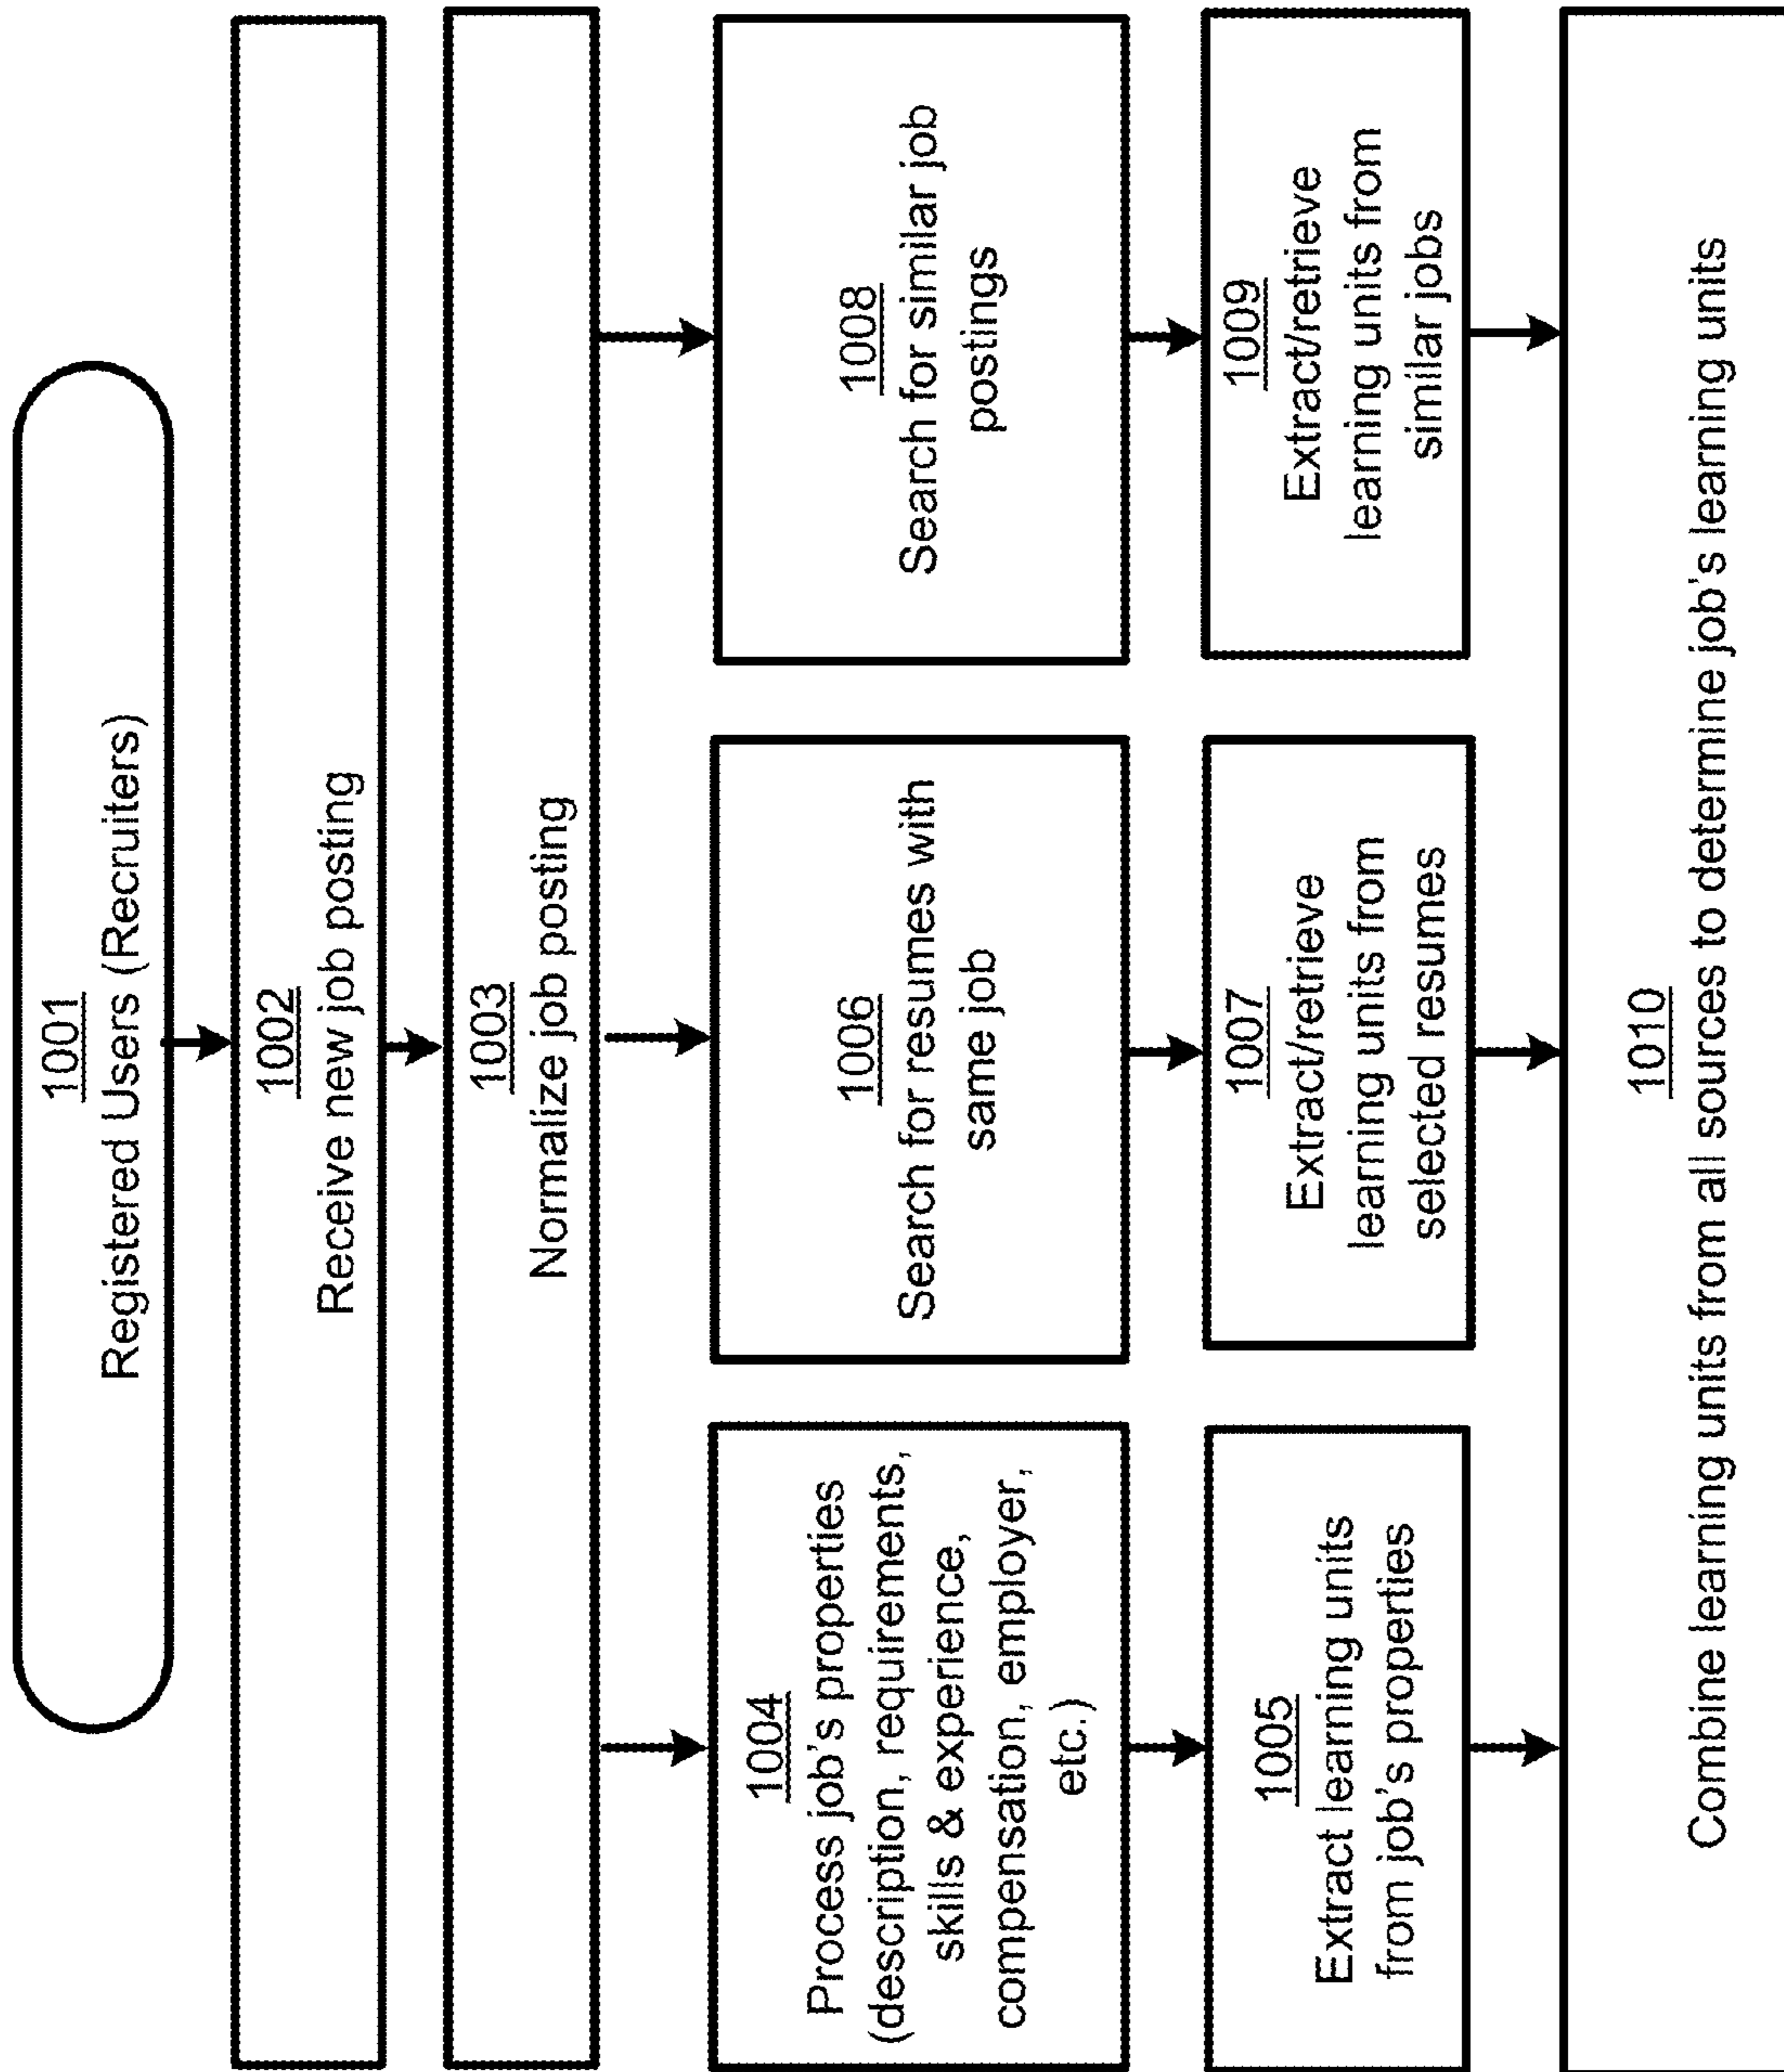 1001
Registered Users (Recruiters)
1002
Receive new job posting
1003
Normalize job posting
1004
Process job's properties
(description, requirements,
skills & experience,
compensation, employer,
etc.)
1005
Extract learning units
from job's properties
1006
Search for resumes with
same job
1007
Extract/retrieve
learning units from
selected resumes
1008
Search for similar job
postings
1009
Extract/retrieve
learning units from
similar jobs
1010
Combine learning units from all sources to determine job's learning units